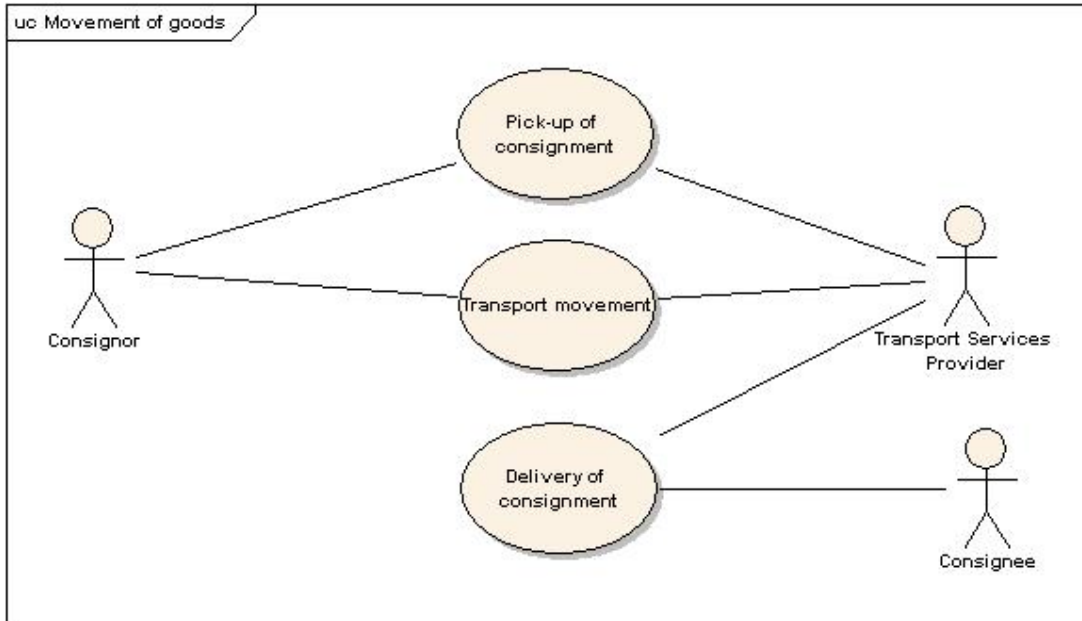 uc Movement of goods
Pick-up of
consignment
Consignor
Transport movement
Transport Services
Provider
Delivery of
consignment
Consignee